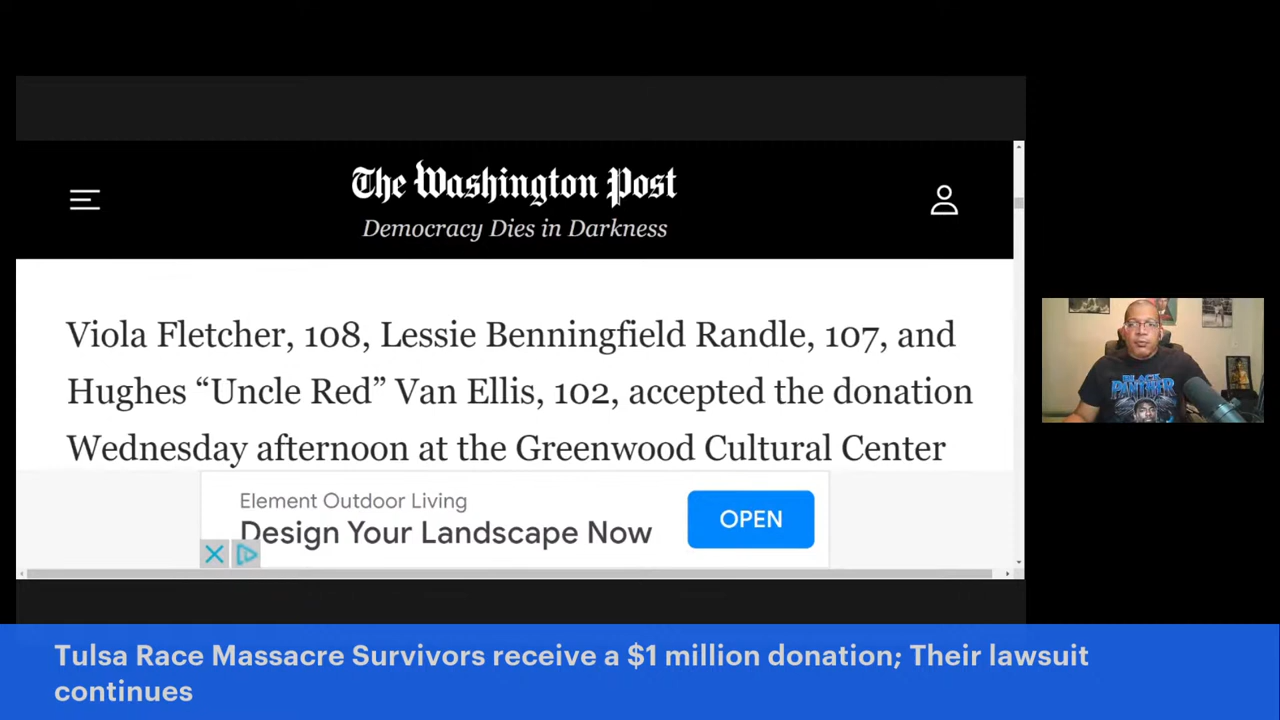 The Washington Post
Democracy Dies in Darkness
Viola Fletcher, 108, Lessie Benningfield Randle, 107, and
Hughes “Uncle Red” Van Ellis, 102, accepted the donation
Wednesday afternoon at the Greenwood Cultural Center
Element Outdoor Living
Design Your Landscape Now
OPEN
BLACK
PANTHER
Tulsa Race Massacre Survivors receive a $1 million donation; Their lawsuit
continues